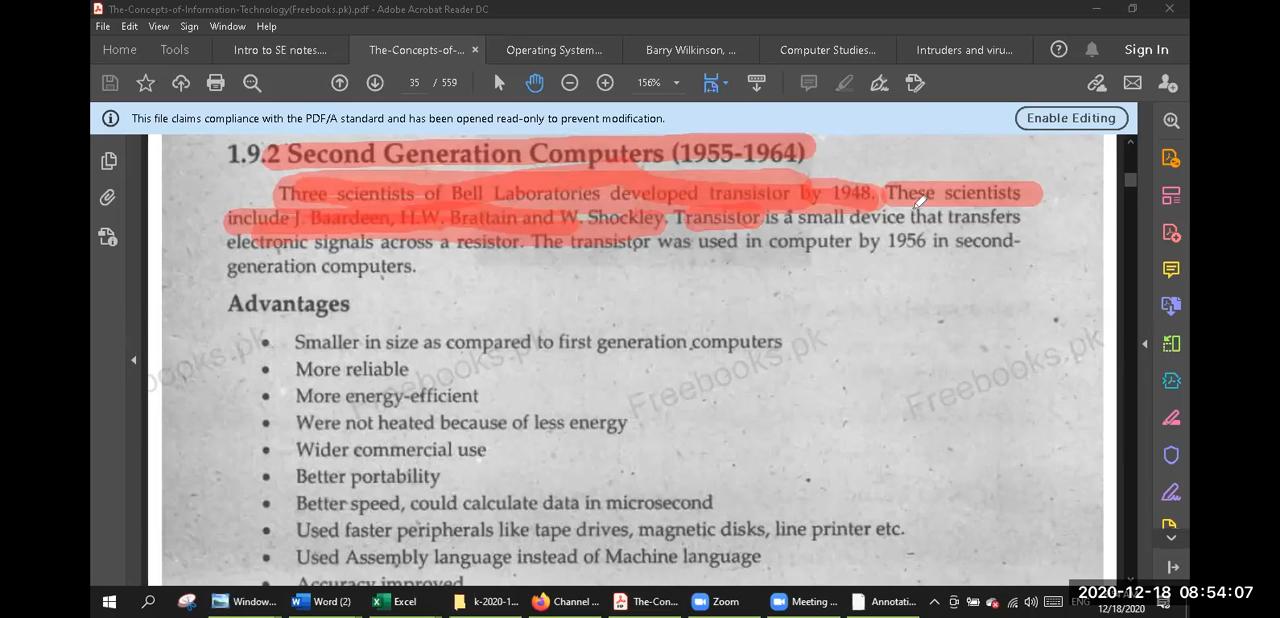 The-Concepts-of-Information-Technology(Freebooks.pk).pdf - Adobe Acrobat Reader DC
File Edit View Sign Window Help
Home Tools Intro to SE notes.... The-Concepts-of-... × Operating System... Barry Wilkinson, ... Computer Studies... Intruders and viru... Sign In
35 / 559 156%
This file claims compliance with the PDF/A standard and has been opened read-only to prevent modification. Enable Editing
1.9.2 Second Generation Computers (1955-1964)
Three scientists of Bell Laboratories developed transistor by 1948. These scientists
include J. Baardeen, H.W. Brattain and W. Shockley. Transistor is a small device that transfers
electronic signals across a resistor. The transistor was used in computer by 1956 in second-
generation computers.
Advantages
• Smaller in size as compared to first generation computers
• More reliable
• More energy-efficient
• Were not heated because of less energy
• Wider commercial use
• Better portability
• Better speed, could calculate data in microsecond
• Used faster peripherals like tape drives, magnetic disks, line printer etc.
• Used Assembly language instead of Machine language
• Accuracy improved
Freebooks.pk
Freebooks.pk
Freebooks.pk
Window... Word (2) Excel k-2020-1... Channel ... The-Con... Zoom Meeting ... Annotati... ENG
2020-12-18 08:54:07
12/18/2020